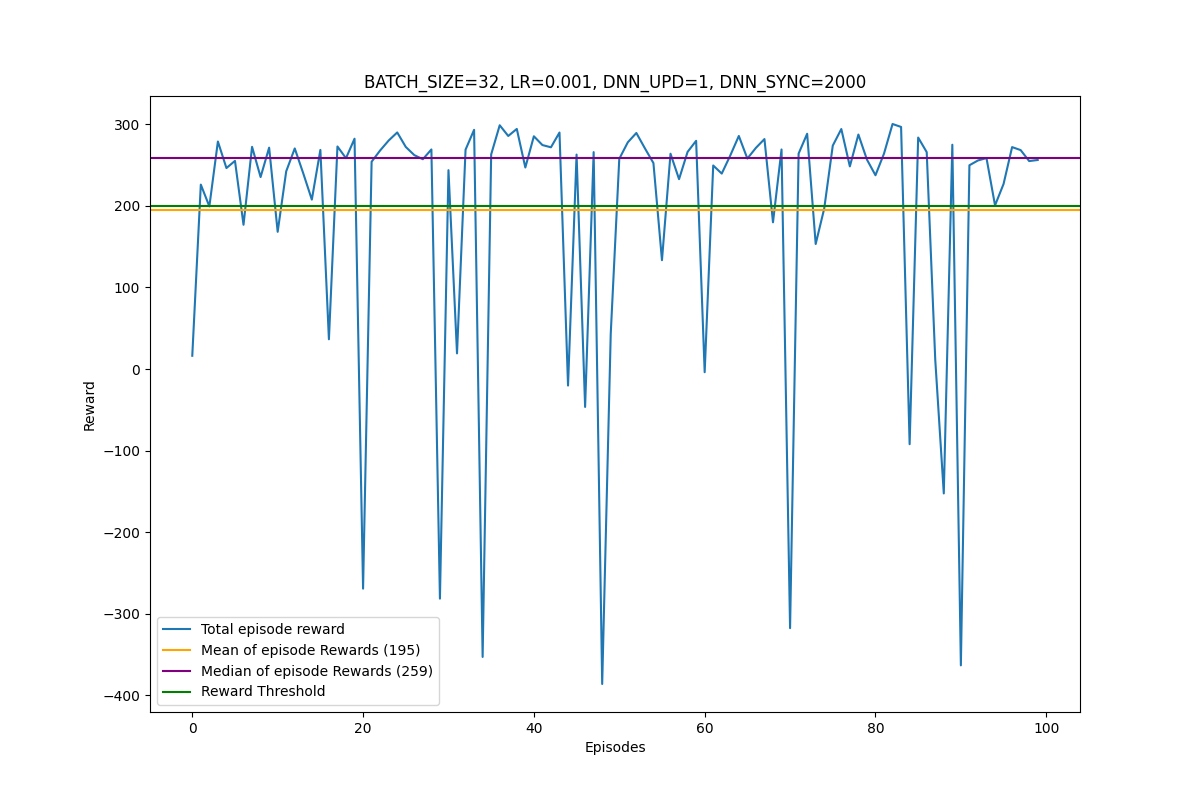 BATCH_SIZE=32, LR=0.001, DNN_UPD=1, DNN_SYNC=2000
300
200
100
0
−100
−200
−300
−400
Reward
Total episode reward
Mean of episode Rewards (195)
Median of episode Rewards (259)
Reward Threshold
0 20 40 60 80 100
Episodes